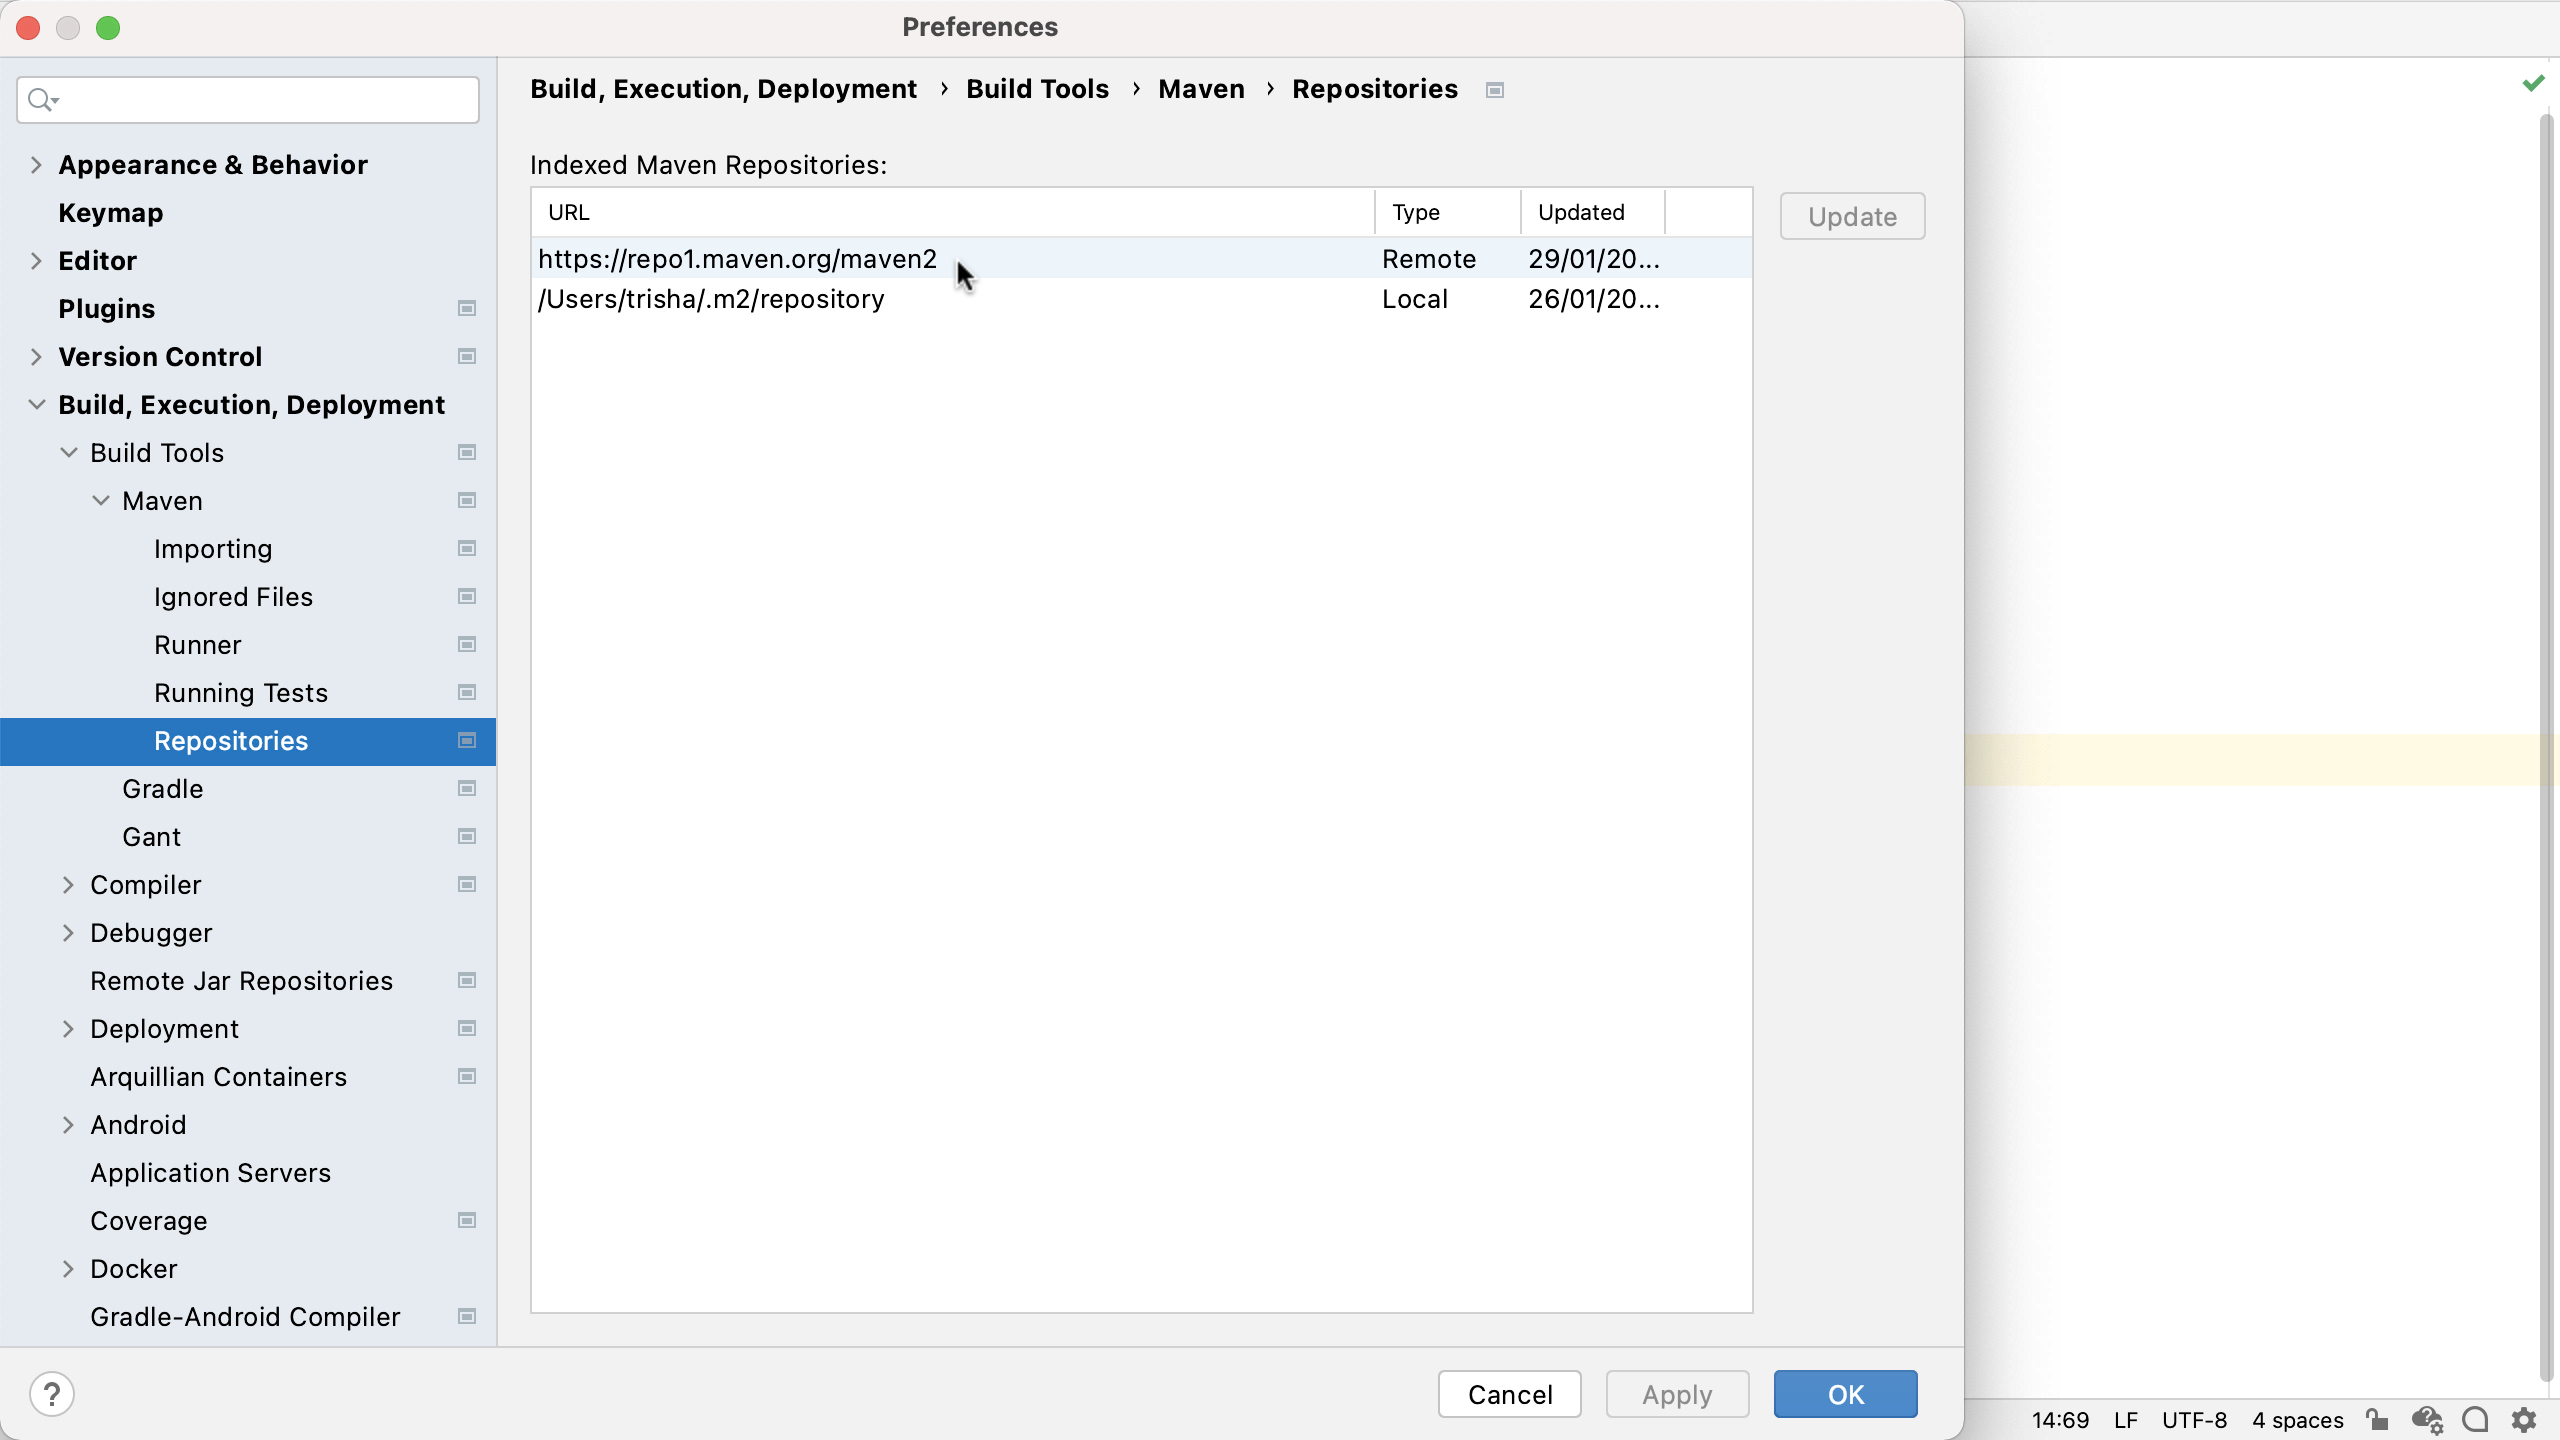 Preferences
Build, Execution, Deployment › Build Tools › Maven › Repositories
Appearance & Behavior
Keymap
Editor
Plugins
Version Control
Build, Execution, Deployment
Build Tools
Maven
Importing
Ignored Files
Runner
Running Tests
Repositories
Gradle
Gant
Compiler
Debugger
Remote Jar Repositories
Deployment
Arquillian Containers
Android
Application Servers
Coverage
Docker
Gradle-Android Compiler
Indexed Maven Repositories:
URL Type Updated
https://repo1.maven.org/maven2 Remote 29/01/20...
/Users/trisha/.m2/repository Local 26/01/20...
Update
? Cancel Apply OK
14:69 LF UTF-8 4 spaces